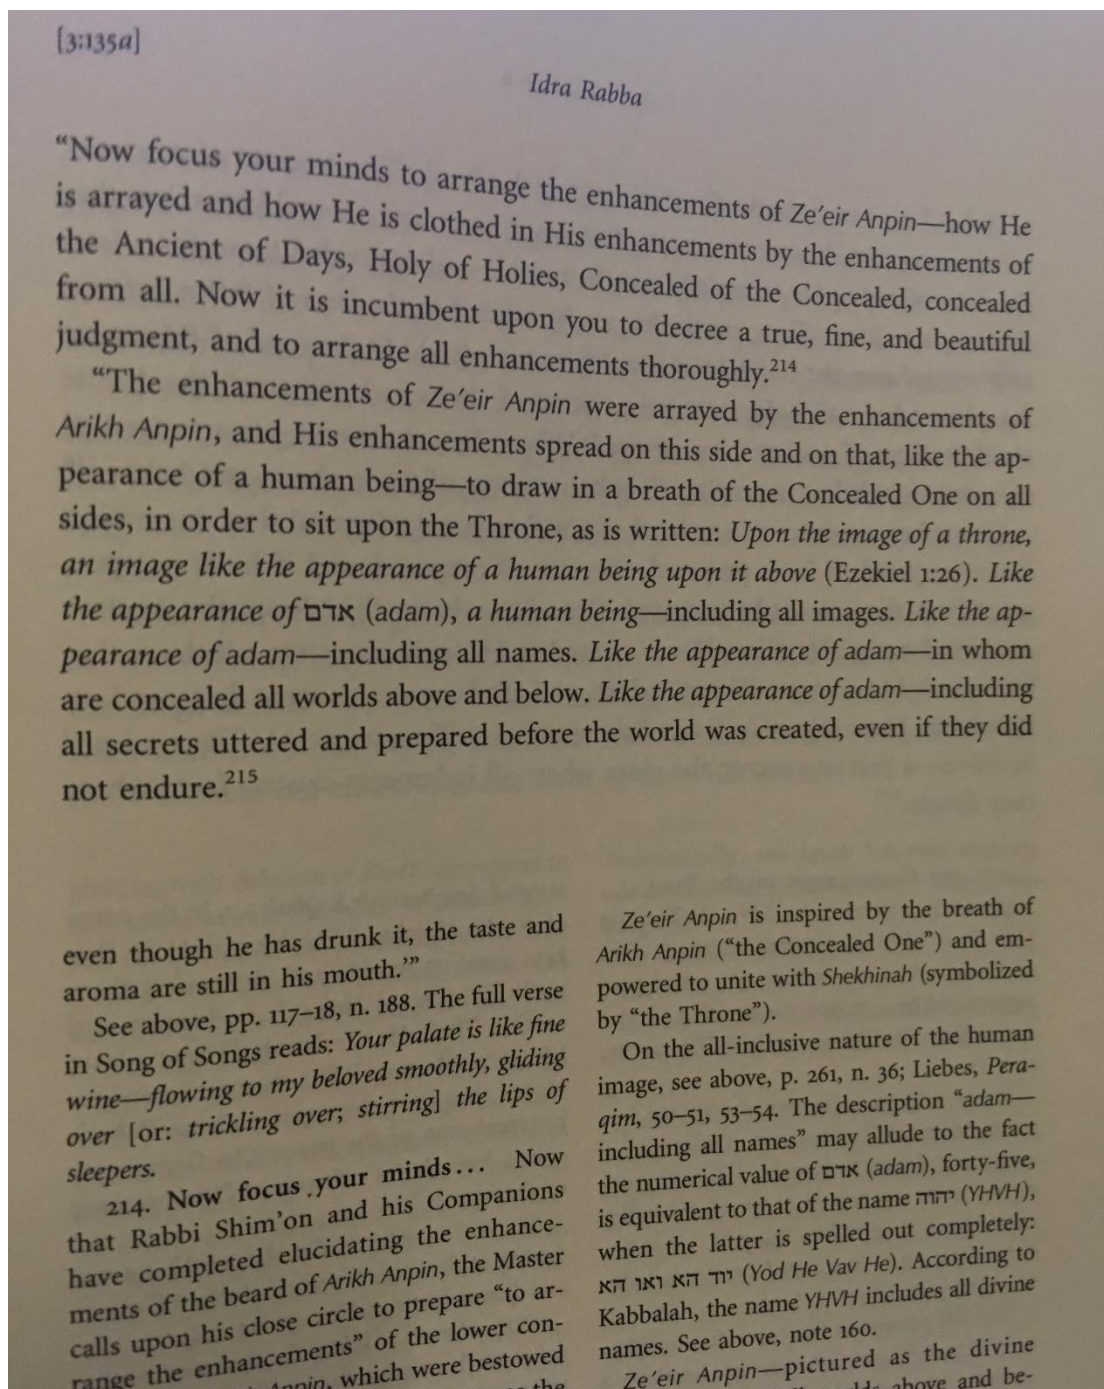 [3:135a]
Idra Rabba
“Now focus your minds to arrange the enhancements of Ze’eir Anpin—how He
is arrayed and how He is clothed in His enhancements by the enhancements of
the Ancient of Days, Holy of Holies, Concealed of the Concealed, concealed
from all. Now it is incumbent upon you to decree a true, fine, and beautiful
judgment, and to arrange all enhancements thoroughly.214
“The enhancements of Ze’eir Anpin were arrayed by the enhancements of
Arikh Anpin, and His enhancements spread on this side and on that, like the ap-
pearance of a human being—to draw in a breath of the Concealed One on all
sides, in order to sit upon the Throne, as is written: Upon the image of a throne,
an image like the appearance of a human being upon it above (Ezekiel 1:26). Like
the appearance of אדם (adam), a human being—including all images. Like the ap-
pearance of adam—including all names. Like the appearance of adam—in whom
are concealed all worlds above and below. Like the appearance of adam—including
all secrets uttered and prepared before the world was created, even if they did
not endure.215
even though he has drunk it, the taste and
aroma are still in his mouth.’”
See above, pp. 117–18, n. 188. The full verse
in Song of Songs reads: Your palate is like fine
wine—flowing to my beloved smoothly, gliding
over [or: trickling over; stirring] the lips of
sleepers.
214. Now focus your minds... Now
that Rabbi Shim‘on and his Companions
have completed elucidating the enhance-
ments of the beard of Arikh Anpin, the Master
calls upon his close circle to prepare “to ar-
range the enhancements” of the lower con-
Anpin, which were bestowed
the
Ze’eir Anpin is inspired by the breath of
Arikh Anpin (“the Concealed One”) and em-
powered to unite with Shekhinah (symbolized
by “the Throne”).
On the all-inclusive nature of the human
image, see above, p. 261, n. 36; Liebes, Pera-
qim, 50–51, 53–54. The description “adam—
including all names” may allude to the fact
the numerical value of אדם (adam), forty-five,
is equivalent to that of the name יהוה (YHVH),
when the latter is spelled out completely:
יוד הא ואו הא (Yod He Vav He). According to
Kabbalah, the name YHVH includes all divine
names. See above, note 160.
Ze’eir Anpin—pictured as the divine
above and be-